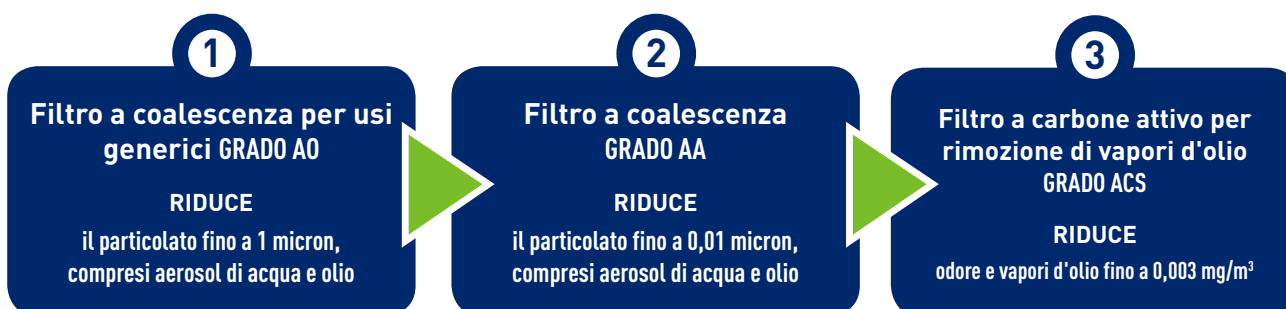 1
Filtro a coalescenza per usi
generici GRADO AO
RIDUCE
il particolato fino a 1 micron,
compresi aerosol di acqua e olio
2
Filtro a coalescenza
GRADO AA
RIDUCE
il particolato fino a 0,01 micron,
compresi aerosol di acqua e olio
3
Filtro a carbone attivo per
rimozione di vapori d'olio
GRADO ACS
RIDUCE
odore e vapori d'olio fino a 0,003 mg/m³